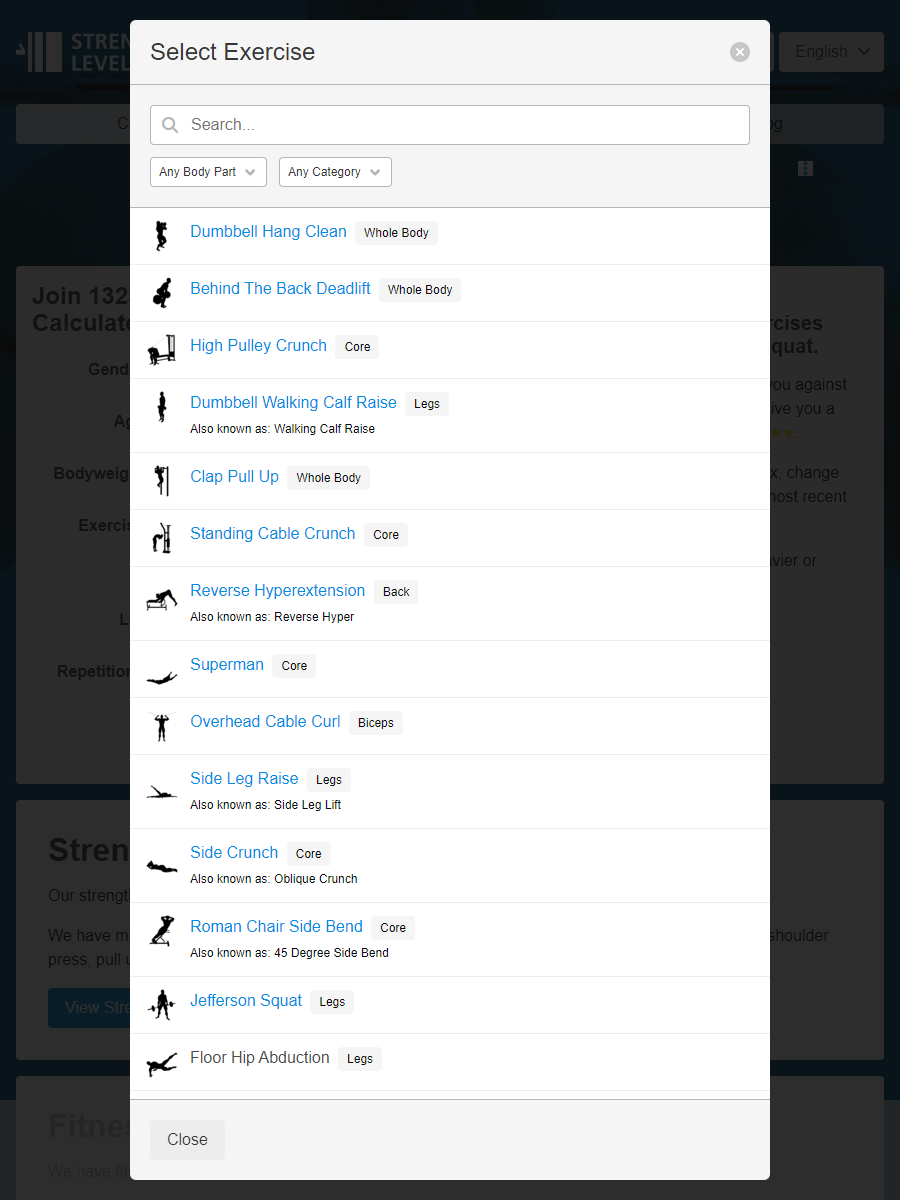 Select Exercise
STREN
LEVEL
English
Search...
Any Body Part
Any Category
Dumbbell Hang Clean Whole Body
Behind The Back Deadlift Whole Body
Join 132
Calculate
rcises
quat.
High Pulley Crunch Core
Gend
you against
Dumbbell Walking Calf Raise Legs
ive you a
Also known as: Walking Calf Raise
Bodyweig
x, change
Clap Pull Up Whole Body
nost recent
Exercis
Standing Cable Crunch Core
vier or
Reverse Hyperextension Back
Also known as: Reverse Hyper
Repetition
Superman Core
Overhead Cable Curl Biceps
Side Leg Raise Legs
Also known as: Side Leg Lift
Stren
Side Crunch Core
Also known as: Oblique Crunch
Our strengt
Roman Chair Side Bend Core
We have m
shoulder
Also known as: 45 Degree Side Bend
press, pull u
Jefferson Squat Legs
View Stre
Floor Hip Abduction Legs
Fitnes
Close
We have fit